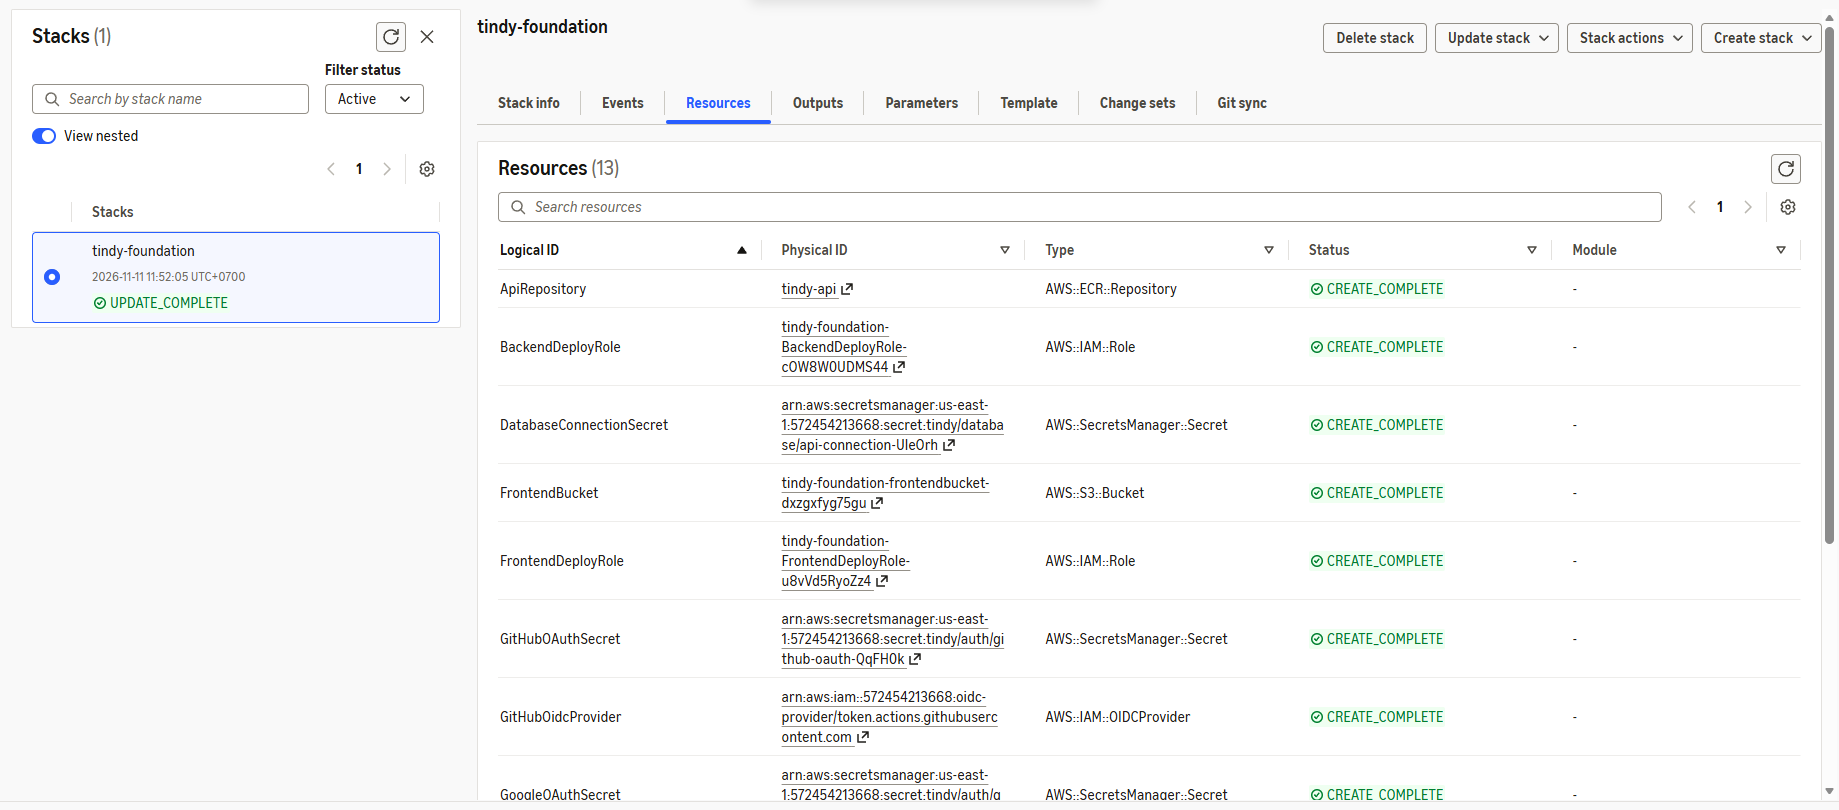 Stacks (1)
Filter status
Search by stack name
Active
View nested
1
Stacks
tindy-foundation
2026-11-11 11:52:05 UTC+0700
UPDATE_COMPLETE
tindy-foundation
Delete stack
Update stack
Stack actions
Create stack
Stack info
Events
Resources
Outputs
Parameters
Template
Change sets
Git sync
Resources (13)
Search resources
1
Logical ID
Physical ID
Type
Status
Module
ApiRepository
tindy-api
AWS::ECR::Repository
CREATE_COMPLETE
-
BackendDeployRole
tindy-foundation-
BackendDeployRole-
cOW8W0UDMS44
AWS::IAM::Role
CREATE_COMPLETE
-
DatabaseConnectionSecret
arn:aws:secretsmanager:us-east-
1:572454213668:secret:tindy/databa
se/api-connection-UIeOrh
AWS::SecretsManager::Secret
CREATE_COMPLETE
-
FrontendBucket
tindy-foundation-frontendbucket-
dxzgxfyg75gu
AWS::S3::Bucket
CREATE_COMPLETE
-
FrontendDeployRole
tindy-foundation-
FrontendDeployRole-
u8vVd5RyoZz4
AWS::IAM::Role
CREATE_COMPLETE
-
GitHubOAuthSecret
arn:aws:secretsmanager:us-east-
1:572454213668:secret:tindy/auth/gi
thub-oauth-QqFH0k
AWS::SecretsManager::Secret
CREATE_COMPLETE
-
GitHubOidcProvider
arn:aws:iam::572454213668:oidc-
provider/token.actions.githubuserc
ontent.com
AWS::IAM::OIDCProvider
CREATE_COMPLETE
-
GoogleOAuthSecret
arn:aws:secretsmanager:us-east-
1:572454213668:secret:tindy/auth/g
AWS::SecretsManager::Secret
CREATE_COMPLETE
-